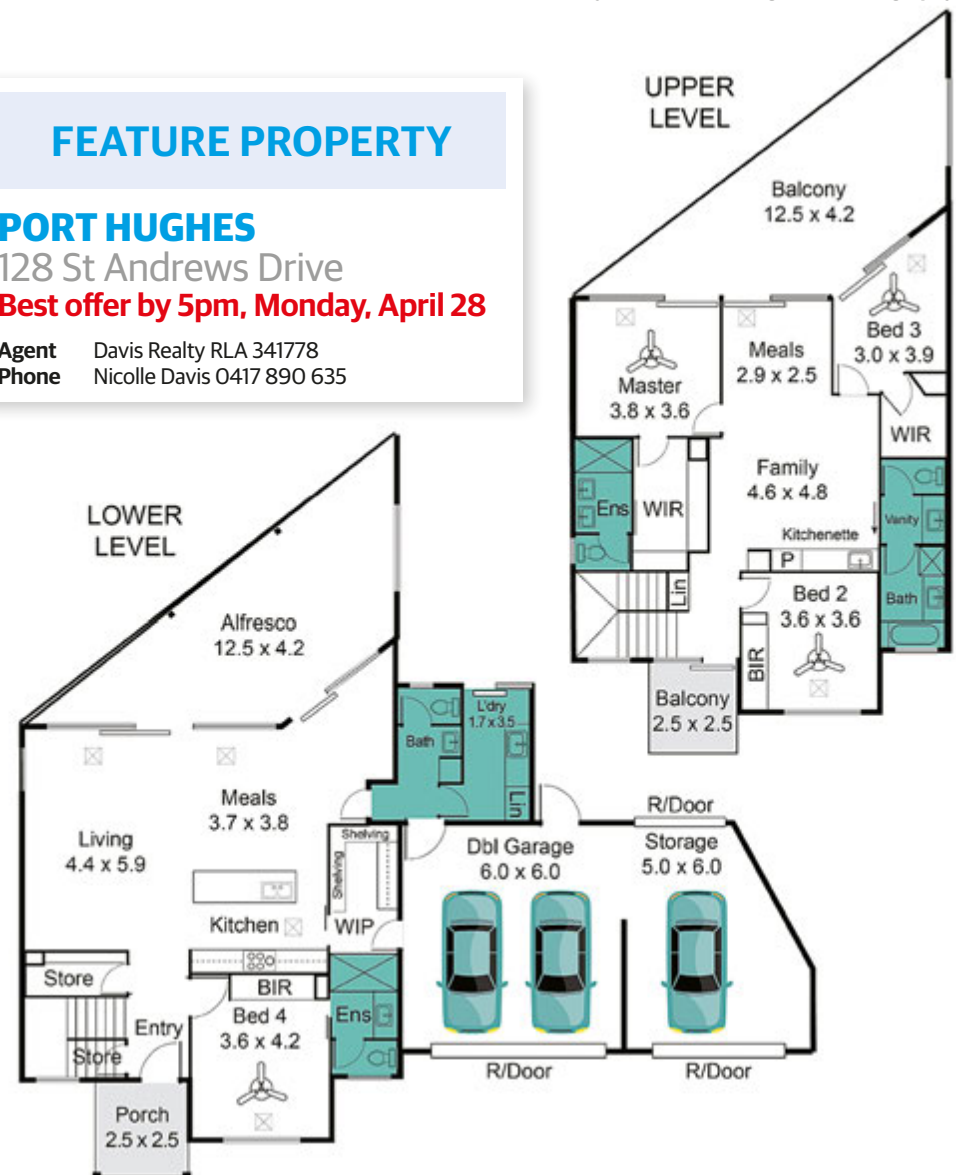 FEATURE PROPERTY
PORT HUGHES
128 St Andrews Drive
Best offer by 5pm, Monday, April 28
Agent Davis Realty RLA 341778
Phone Nicolle Davis 0417 890 635
UPPER
LEVEL
Balcony
12.5 x 4.2
Bed 3
3.0 x 3.9
Meals
2.9 x 2.5
Master
3.8 x 3.6
WIR
Family
4.6 x 4.8
Ens
WIR
Vanity
Kitchenette
P
Lin
Bed 2
3.6 x 3.6
Bath
BIR
Balcony
2.5 x 2.5
LOWER
LEVEL
Alfresco
12.5 x 4.2
L'dry
1.7 x 3.5
Bath
Lin
Meals
3.7 x 3.8
Living
4.4 x 5.9
Shelving
Shelving
Kitchen
WIP
R/Door
Dbl Garage
6.0 x 6.0
Storage
5.0 x 6.0
Store
BIR
Entry
Bed 4
3.6 x 4.2
Ens
Store
R/Door
R/Door
Porch
2.5 x 2.5